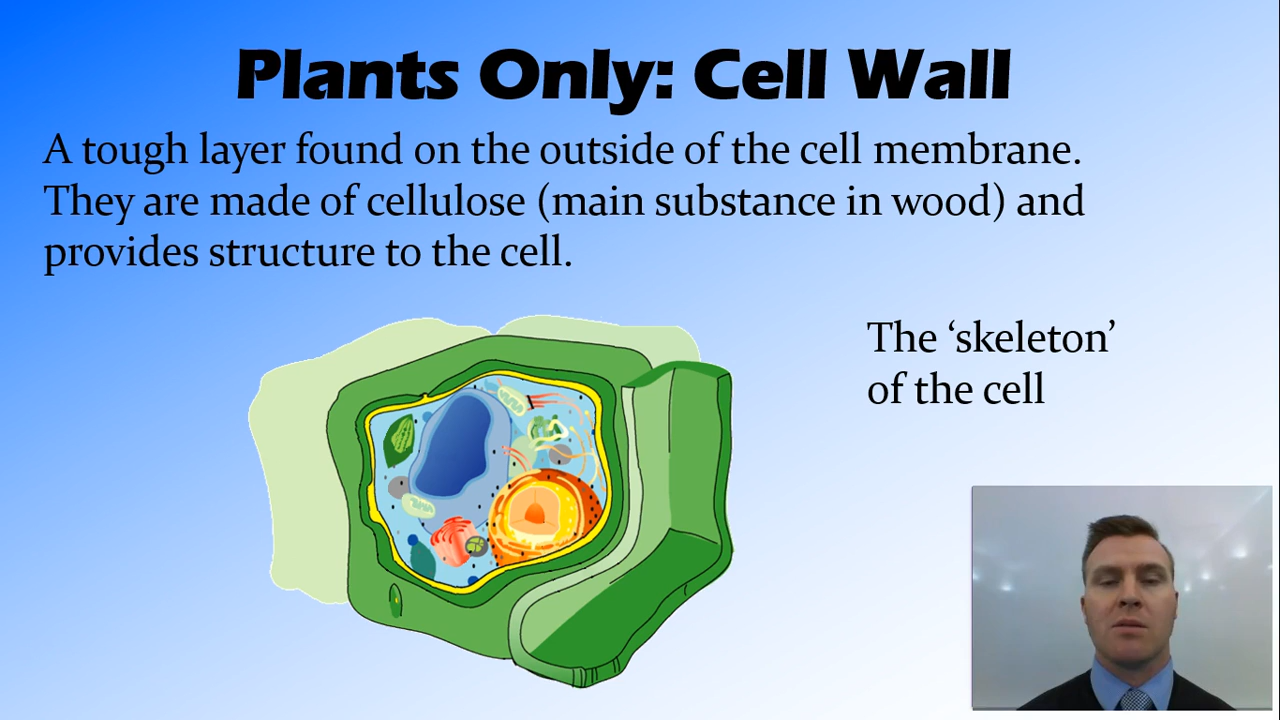 Plants Only: Cell Wall
A tough layer found on the outside of the cell membrane.
They are made of cellulose (main substance in wood) and
provides structure to the cell.
The ‘skeleton’
of the cell